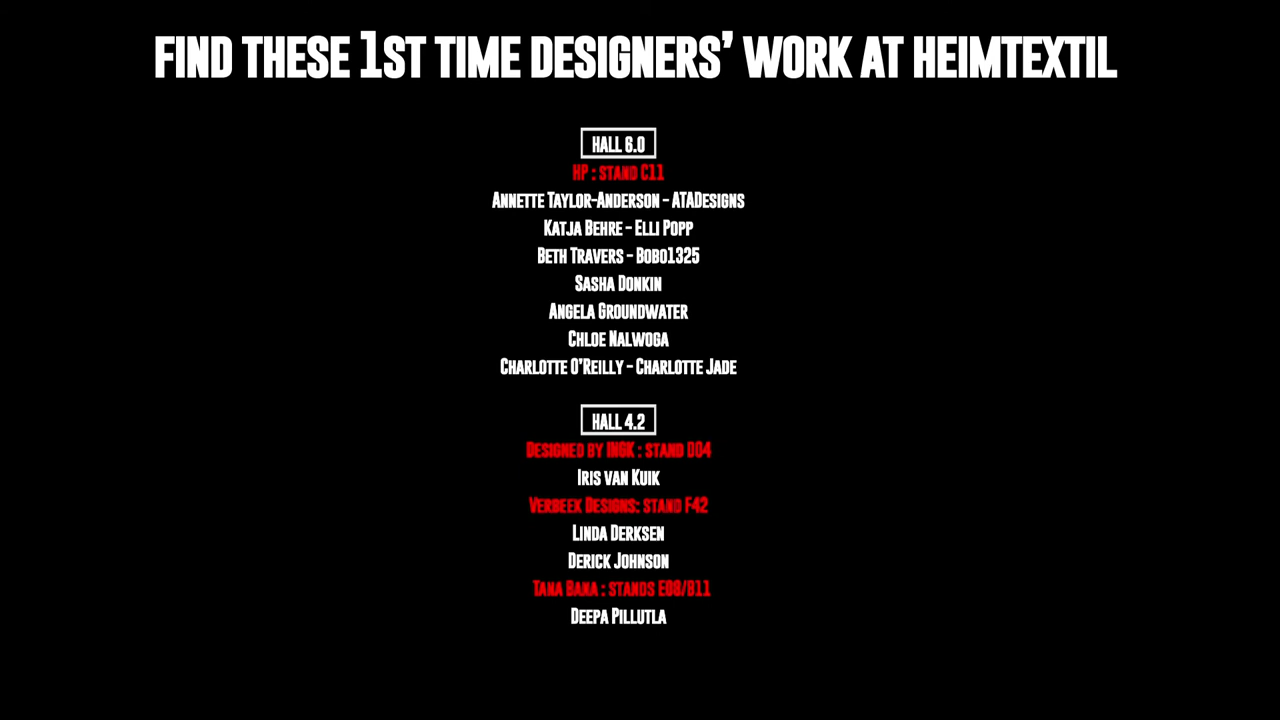 FIND THESE 1ST TIME DESIGNERS' WORK AT HEIMTEXTIL
HALL 6.0
HP : STAND C11
ANNETTE TAYLOR-ANDERSON - ATADESIGNS
KATJA BEHRE - ELLI POPP
BETH TRAVERS - BOBO1325
SASHA DONKIN
ANGELA GROUNDWATER
CHLOE NALWOGA
CHARLOTTE O'REILLY - CHARLOTTE JADE
HALL 4.2
DESIGNED BY INGK : STAND D04
IRIS VAN KUIK
VERBEEK DESIGNS: STAND F42
LINDA DERKSEN
DERICK JOHNSON
TANA BANA : STANDS E08/B11
DEEPA PILLUTLA